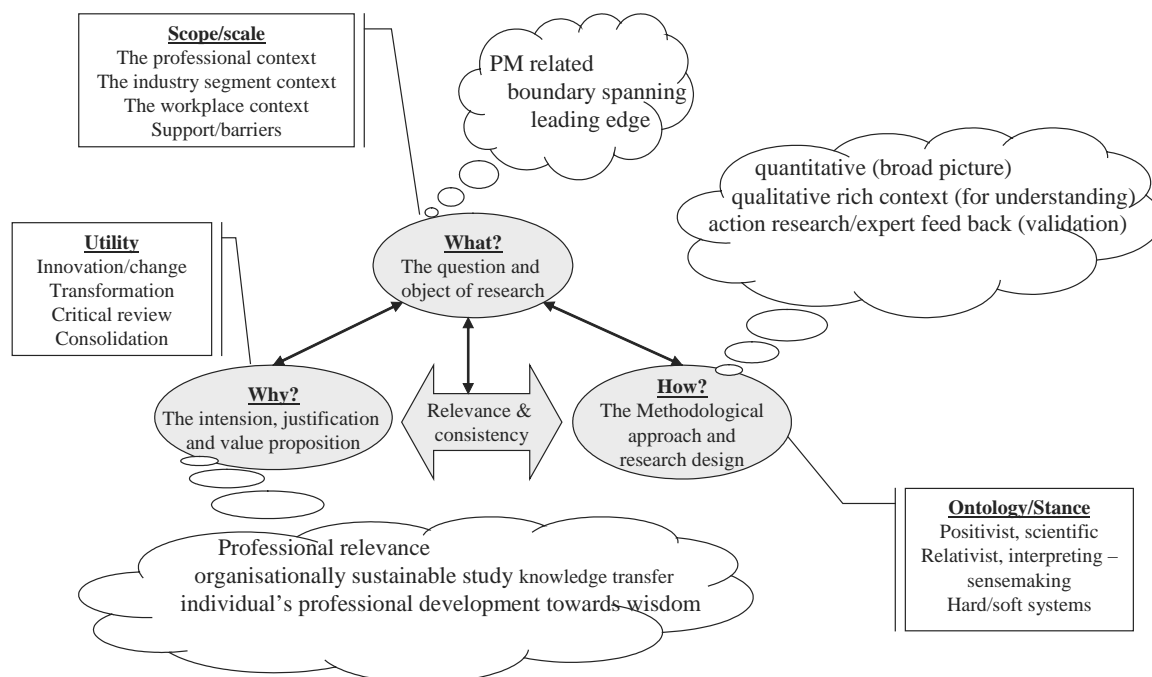 Scope/scale
The professional context
The industry segment context
The workplace context
Support/barriers
PM related
boundary spanning
leading edge
quantitative (broad picture)
qualitative rich context (for understanding)
action research/expert feed back (validation)
What?
The question and
object of research
Utility
Innovation/change
Transformation
Critical review
Consolidation
Why?
The intension, justification
and value proposition
Relevance &
consistency
How?
The Methodological
approach and
research design
Ontology/Stance
Positivist, scientific
Relativist, interpreting –
sensemaking
Hard/soft systems
Professional relevance
organisationally sustainable study knowledge transfer
individual's professional development towards wisdom